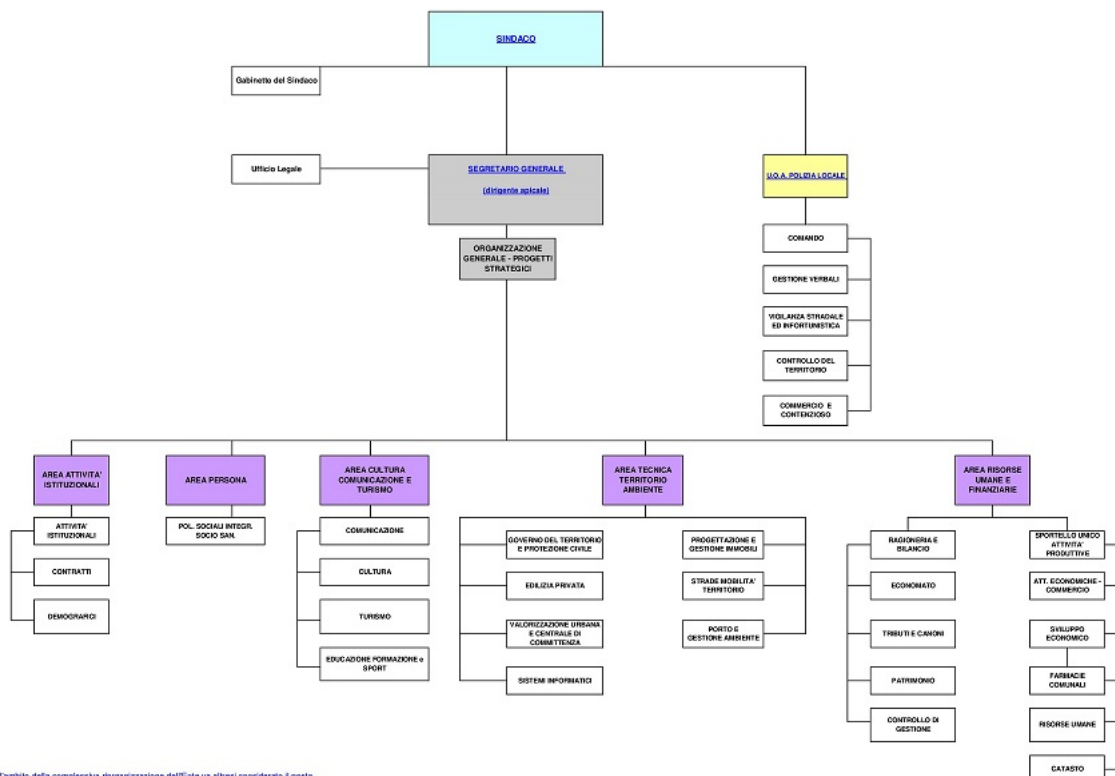 SINDACO
Gabinetto del Sindaco
Ufficio Legale
SEGRETARIO GENERALE
(dirigente apicale)
U.O.A. POLIZIA LOCALE
ORGANIZZAZIONE
GENERALE - PROGETTI
STRATEGICI
COMANDO
GESTIONE VERBALI
VIGILANZA STRADALE
ED INFORTUNISTICA
CONTROLLO DEL
TERRITORIO
COMMERCIO E
CONTENZIOSO
AREA ATTIVITA'
ISTITUZIONALI
AREA PERSONA
AREA CULTURA
COMUNICAZIONE E
TURISMO
AREA TECNICA
TERRITORIO
AMBIENTE
AREA RISORSE
UMANE E
FINANZIARIE
ATTIVITA'
ISTITUZIONALI
CONTRATTI
DEMOGRAFICI
POL. SOCIALI INTEGR.
SOCIO SAN.
COMUNICAZIONE
CULTURA
TURISMO
EDUCAZIONE FORMAZIONE e
SPORT
GOVERNO DEL TERRITORIO
E PROTEZIONE CIVILE
EDILIZIA PRIVATA
VALORIZZAZIONE URBANA
E CENTRALE DI
COMMITTENZA
SISTEMI INFORMATICI
PROGETTAZIONE E
GESTIONE IMMOBILI
STRADE MOBILITA'
TERRITORIO
PORTO E
GESTIONE AMBIENTE
RAGIONERIA E
BILANCIO
ECONOMATO
TRIBUTI E CANONI
PATRIMONIO
CONTROLLO DI
GESTIONE
SPORTELLO UNICO
ATTIVITA'
PRODUTTIVE
ATT. ECONOMICHE -
COMMERCIO
SVILUPPO
ECONOMICO
FARMACIE
COMUNALI
RISORSE UMANE
CATASTO